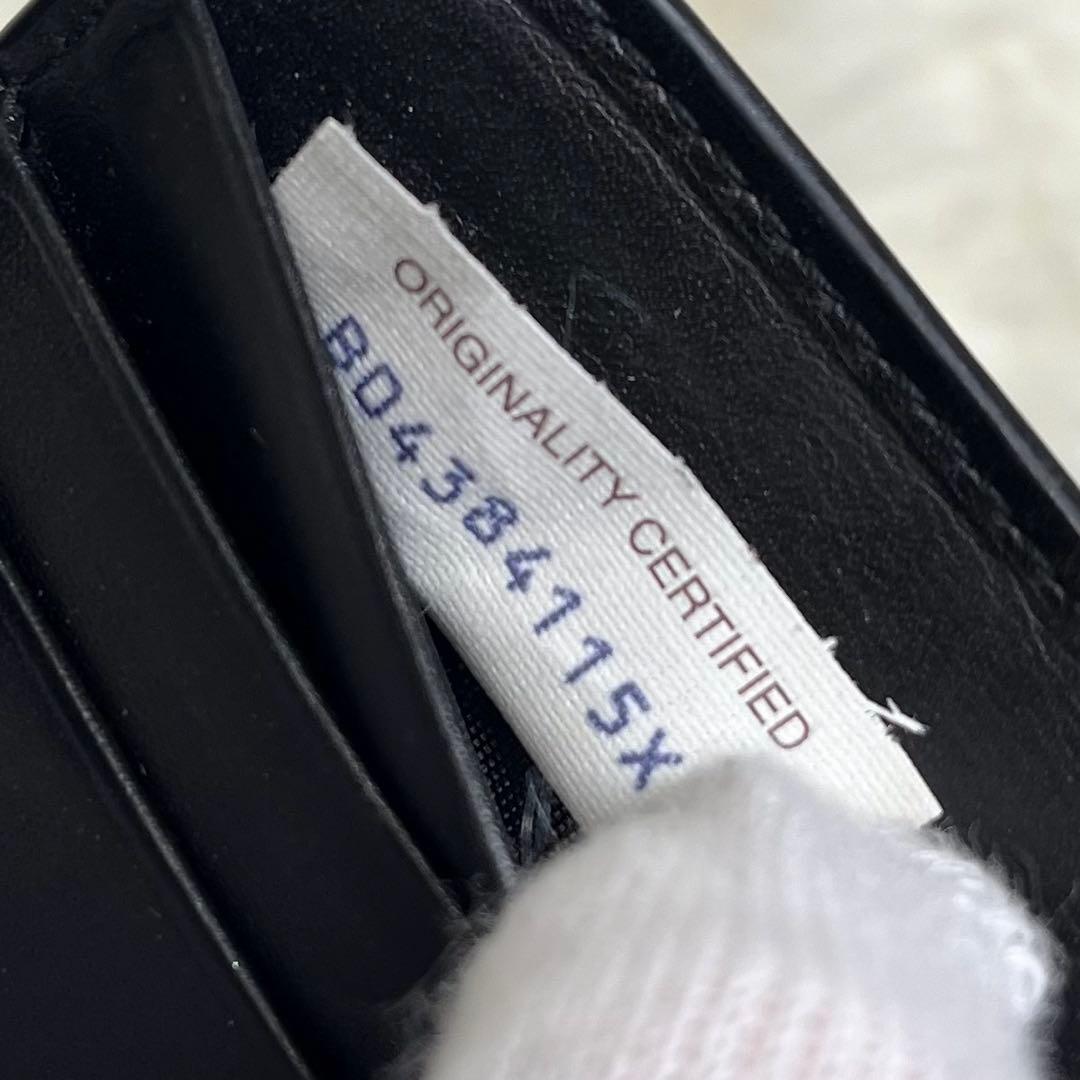 ORIGINALITY CERTIFIED
B04384115X